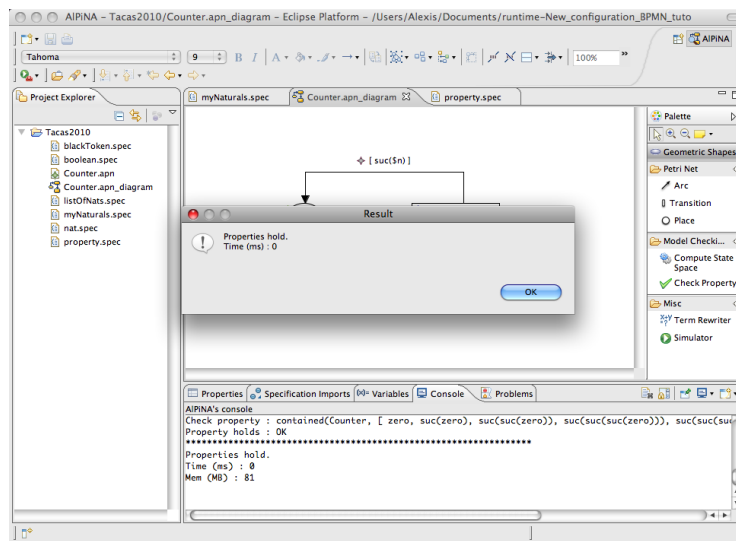 AlPiNA - Tacas2010/Counter.apn_diagram - Eclipse Platform - /Users/Alexis/Documents/runtime-New_configuration_BPMN_tuto
Tahoma 9 B I A 100% » AlPiNA
Project Explorer
myNaturals.spec Counter.apn_diagram property.spec
Tacas2010
blackToken.spec
boolean.spec
Counter.apn
Counter.apn_diagram
listOfNats.spec
myNaturals.spec
nat.spec
property.spec
[ suc($n) ]
Result
Properties hold.
Time (ms) : 0
OK
Palette
Geometric Shapes
Petri Net
Arc
Transition
Place
Model Checki...
Compute State
Space
Check Property
Misc
Term Rewriter
Simulator
Properties Specification Imports Variables Console Problems
AlPiNA's console
Check property : contained(Counter, [ zero, suc(zero), suc(suc(zero)), suc(suc(suc(zero))), suc(suc(suc
Property holds : OK
*****************************************************************
Properties hold.
Time (ms) : 0
Mem (MB) : 81